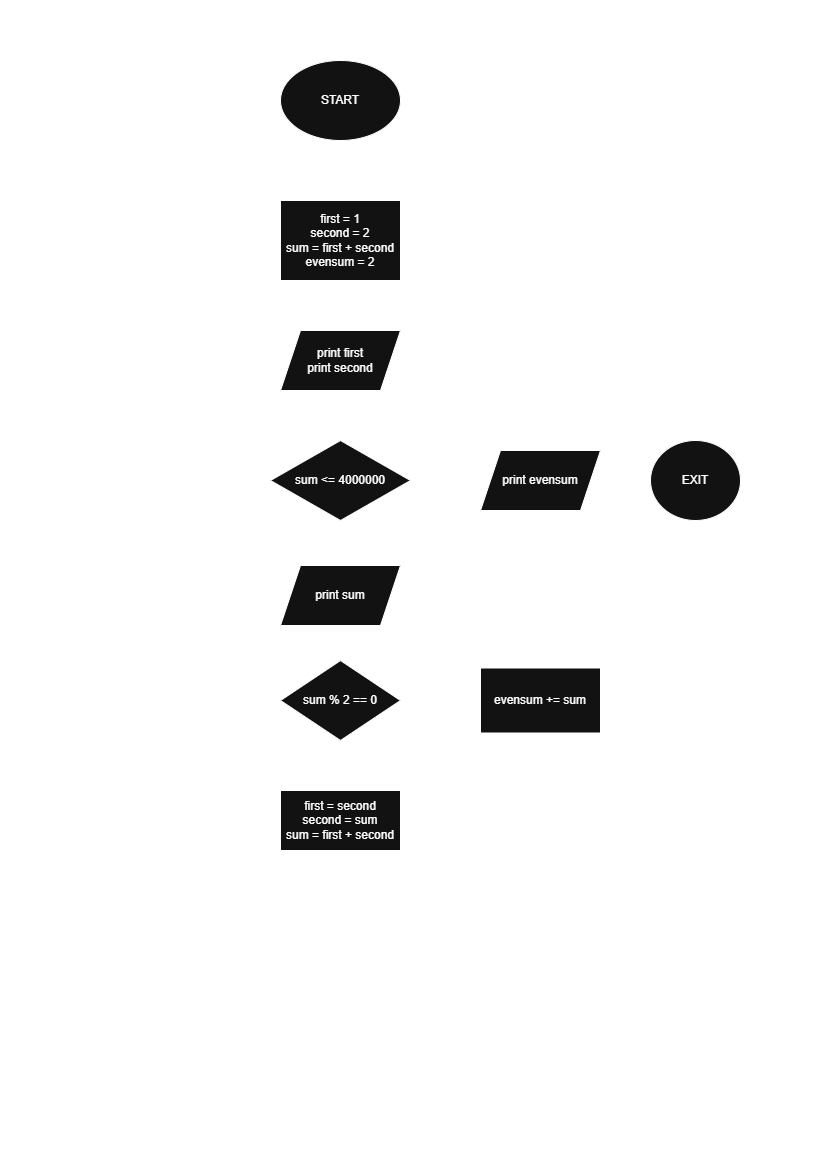 START
first = 1
second = 2
sum = first + second
evensum = 2
print first
print second
sum <= 4000000
print evensum
EXIT
print sum
sum % 2 == 0
evensum += sum
first = second
second = sum
sum = first + second